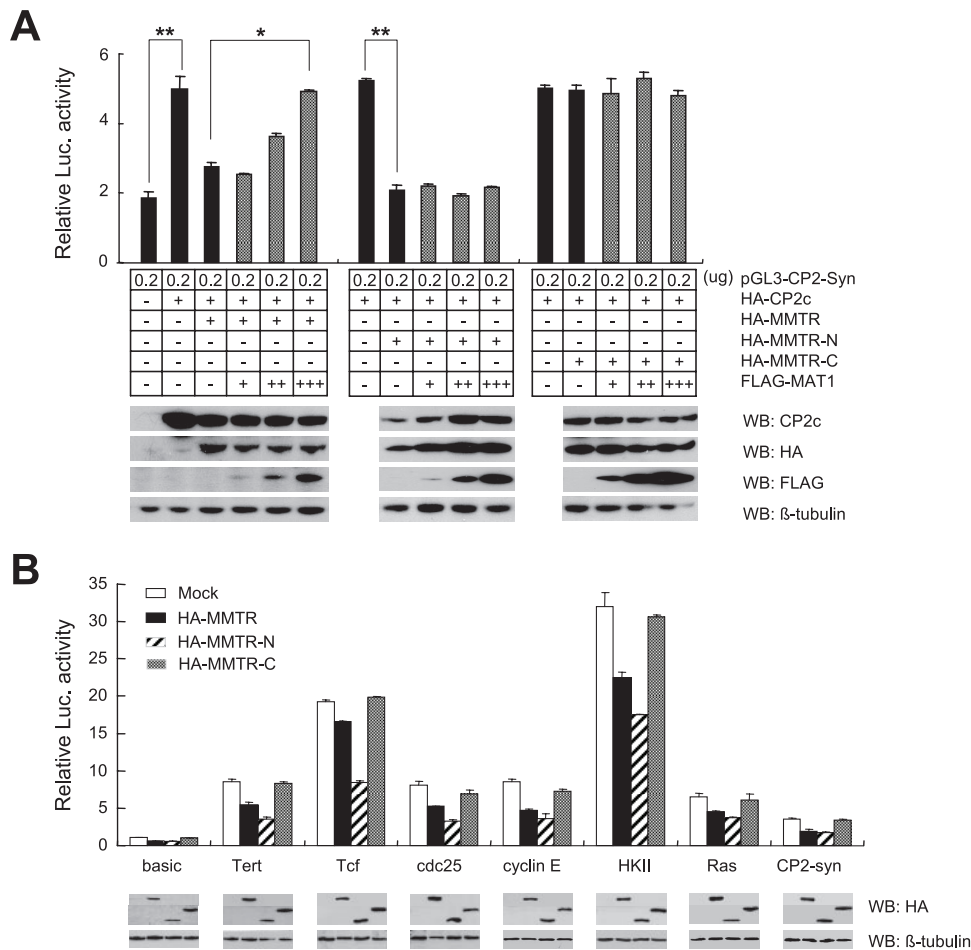 A
** * **
Relative Luc. activity
6
4
2
0
0.2 0.2 0.2 0.2 0.2 0.2 0.2 0.2 0.2 0.2 0.2 0.2 0.2 0.2 0.2 0.2 (ug) pGL3-CP2-Syn
- + + + + + + + + + + + + + + + HA-CP2c
- - + + + + - - - - - - - - - - HA-MMTR
- - - - - - - + + + + - - - - - HA-MMTR-N
- - - - - - - - - - - - + + + + HA-MMTR-C
- - - + ++ +++ - - + ++ +++ - - + ++ +++ FLAG-MAT1
WB: CP2c
WB: HA
WB: FLAG
WB: ß-tubulin
B
Relative Luc. activity
35
30
25
20
15
10
5
0
Mock
HA-MMTR
HA-MMTR-N
HA-MMTR-C
basic Tert Tcf cdc25 cyclin E HKII Ras CP2-syn
WB: HA
WB: ß-tubulin